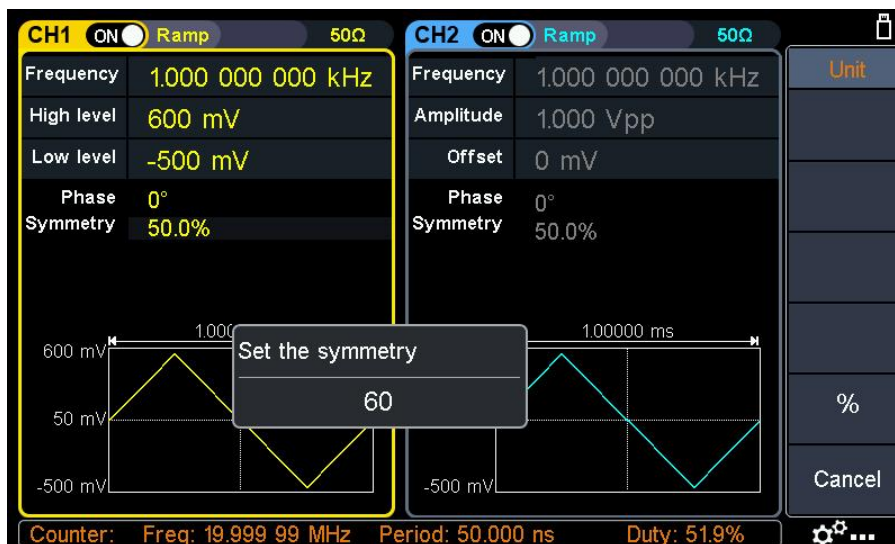 CH1 ON Ramp 50Ω
Frequency 1.000 000 000 kHz
High level 600 mV
Low level -500 mV
Phase 0°
Symmetry 50.0%
1.000
600 mV
50 mV
-500 mV
CH2 ON Ramp 50Ω
Frequency 1.000 000 000 kHz
Amplitude 1.000 Vpp
Offset 0 mV
Phase 0°
Symmetry 50.0%
1.00000 ms
-500 mV
Set the symmetry
60
Unit
%
Cancel
Counter: Freq: 19.999 99 MHz Period: 50.000 ns Duty: 51.9%